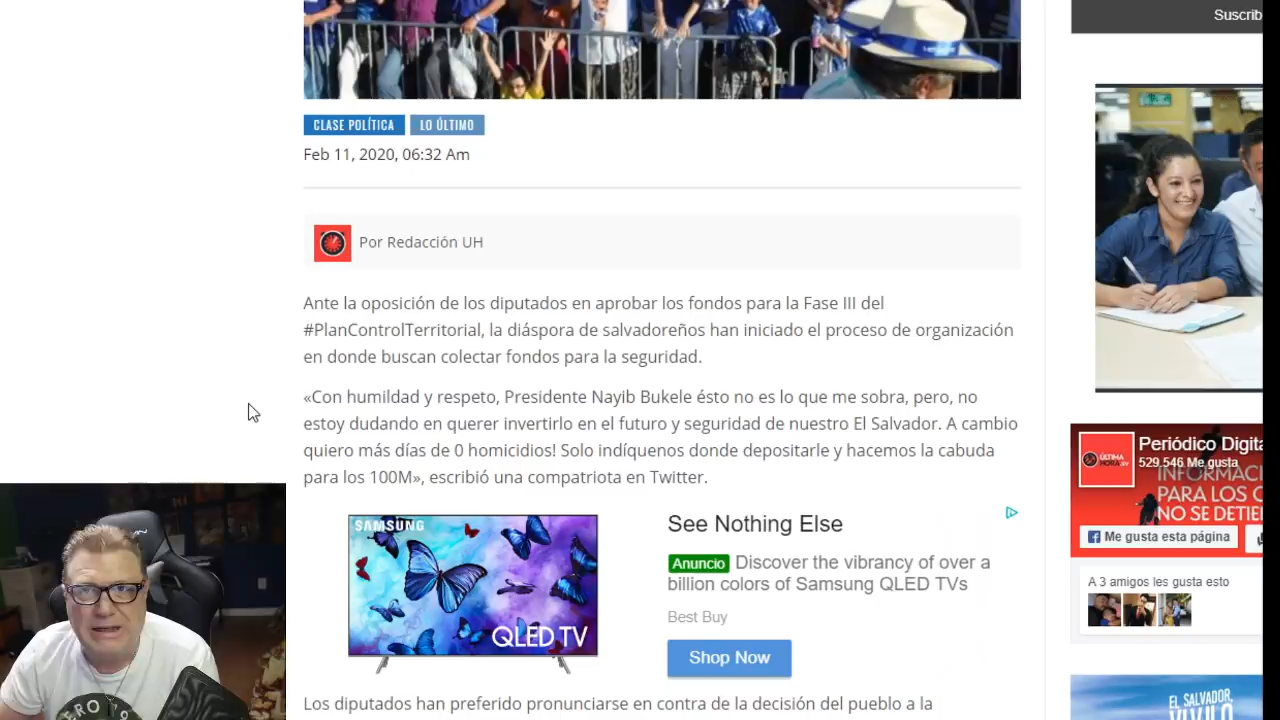 Suscrib
CLASE POLÍTICA
LO ÚLTIMO
Feb 11, 2020, 06:32 Am
Por Redacción UH
Ante la oposición de los diputados en aprobar los fondos para la Fase III del
#PlanControlTerritorial, la diáspora de salvadoreños han iniciado el proceso de organización
en donde buscan colectar fondos para la seguridad.
«Con humildad y respeto, Presidente Nayib Bukele ésto no es lo que me sobra, pero, no
estoy dudando en querer invertirlo en el futuro y seguridad de nuestro El Salvador. A cambio
quiero más días de 0 homicidios! Solo indíquenos donde depositarle y hacemos la cabuda
para los 100M», escribió una compatriota en Twitter.
SAMSUNG
QLED TV
See Nothing Else
Anuncio Discover the vibrancy of over a
billion colors of Samsung QLED TVs
Best Buy
Shop Now
Los diputados han preferido pronunciarse en contra de la decisión del pueblo a la
Periódico Digita
529.546 Me gusta
INFORMAC
PARA LOS C
NO SE DETIE
ÚLTIMA
HORA.SV
Me gusta esta página
A 3 amigos les gusta esto
EL SALVADOR,